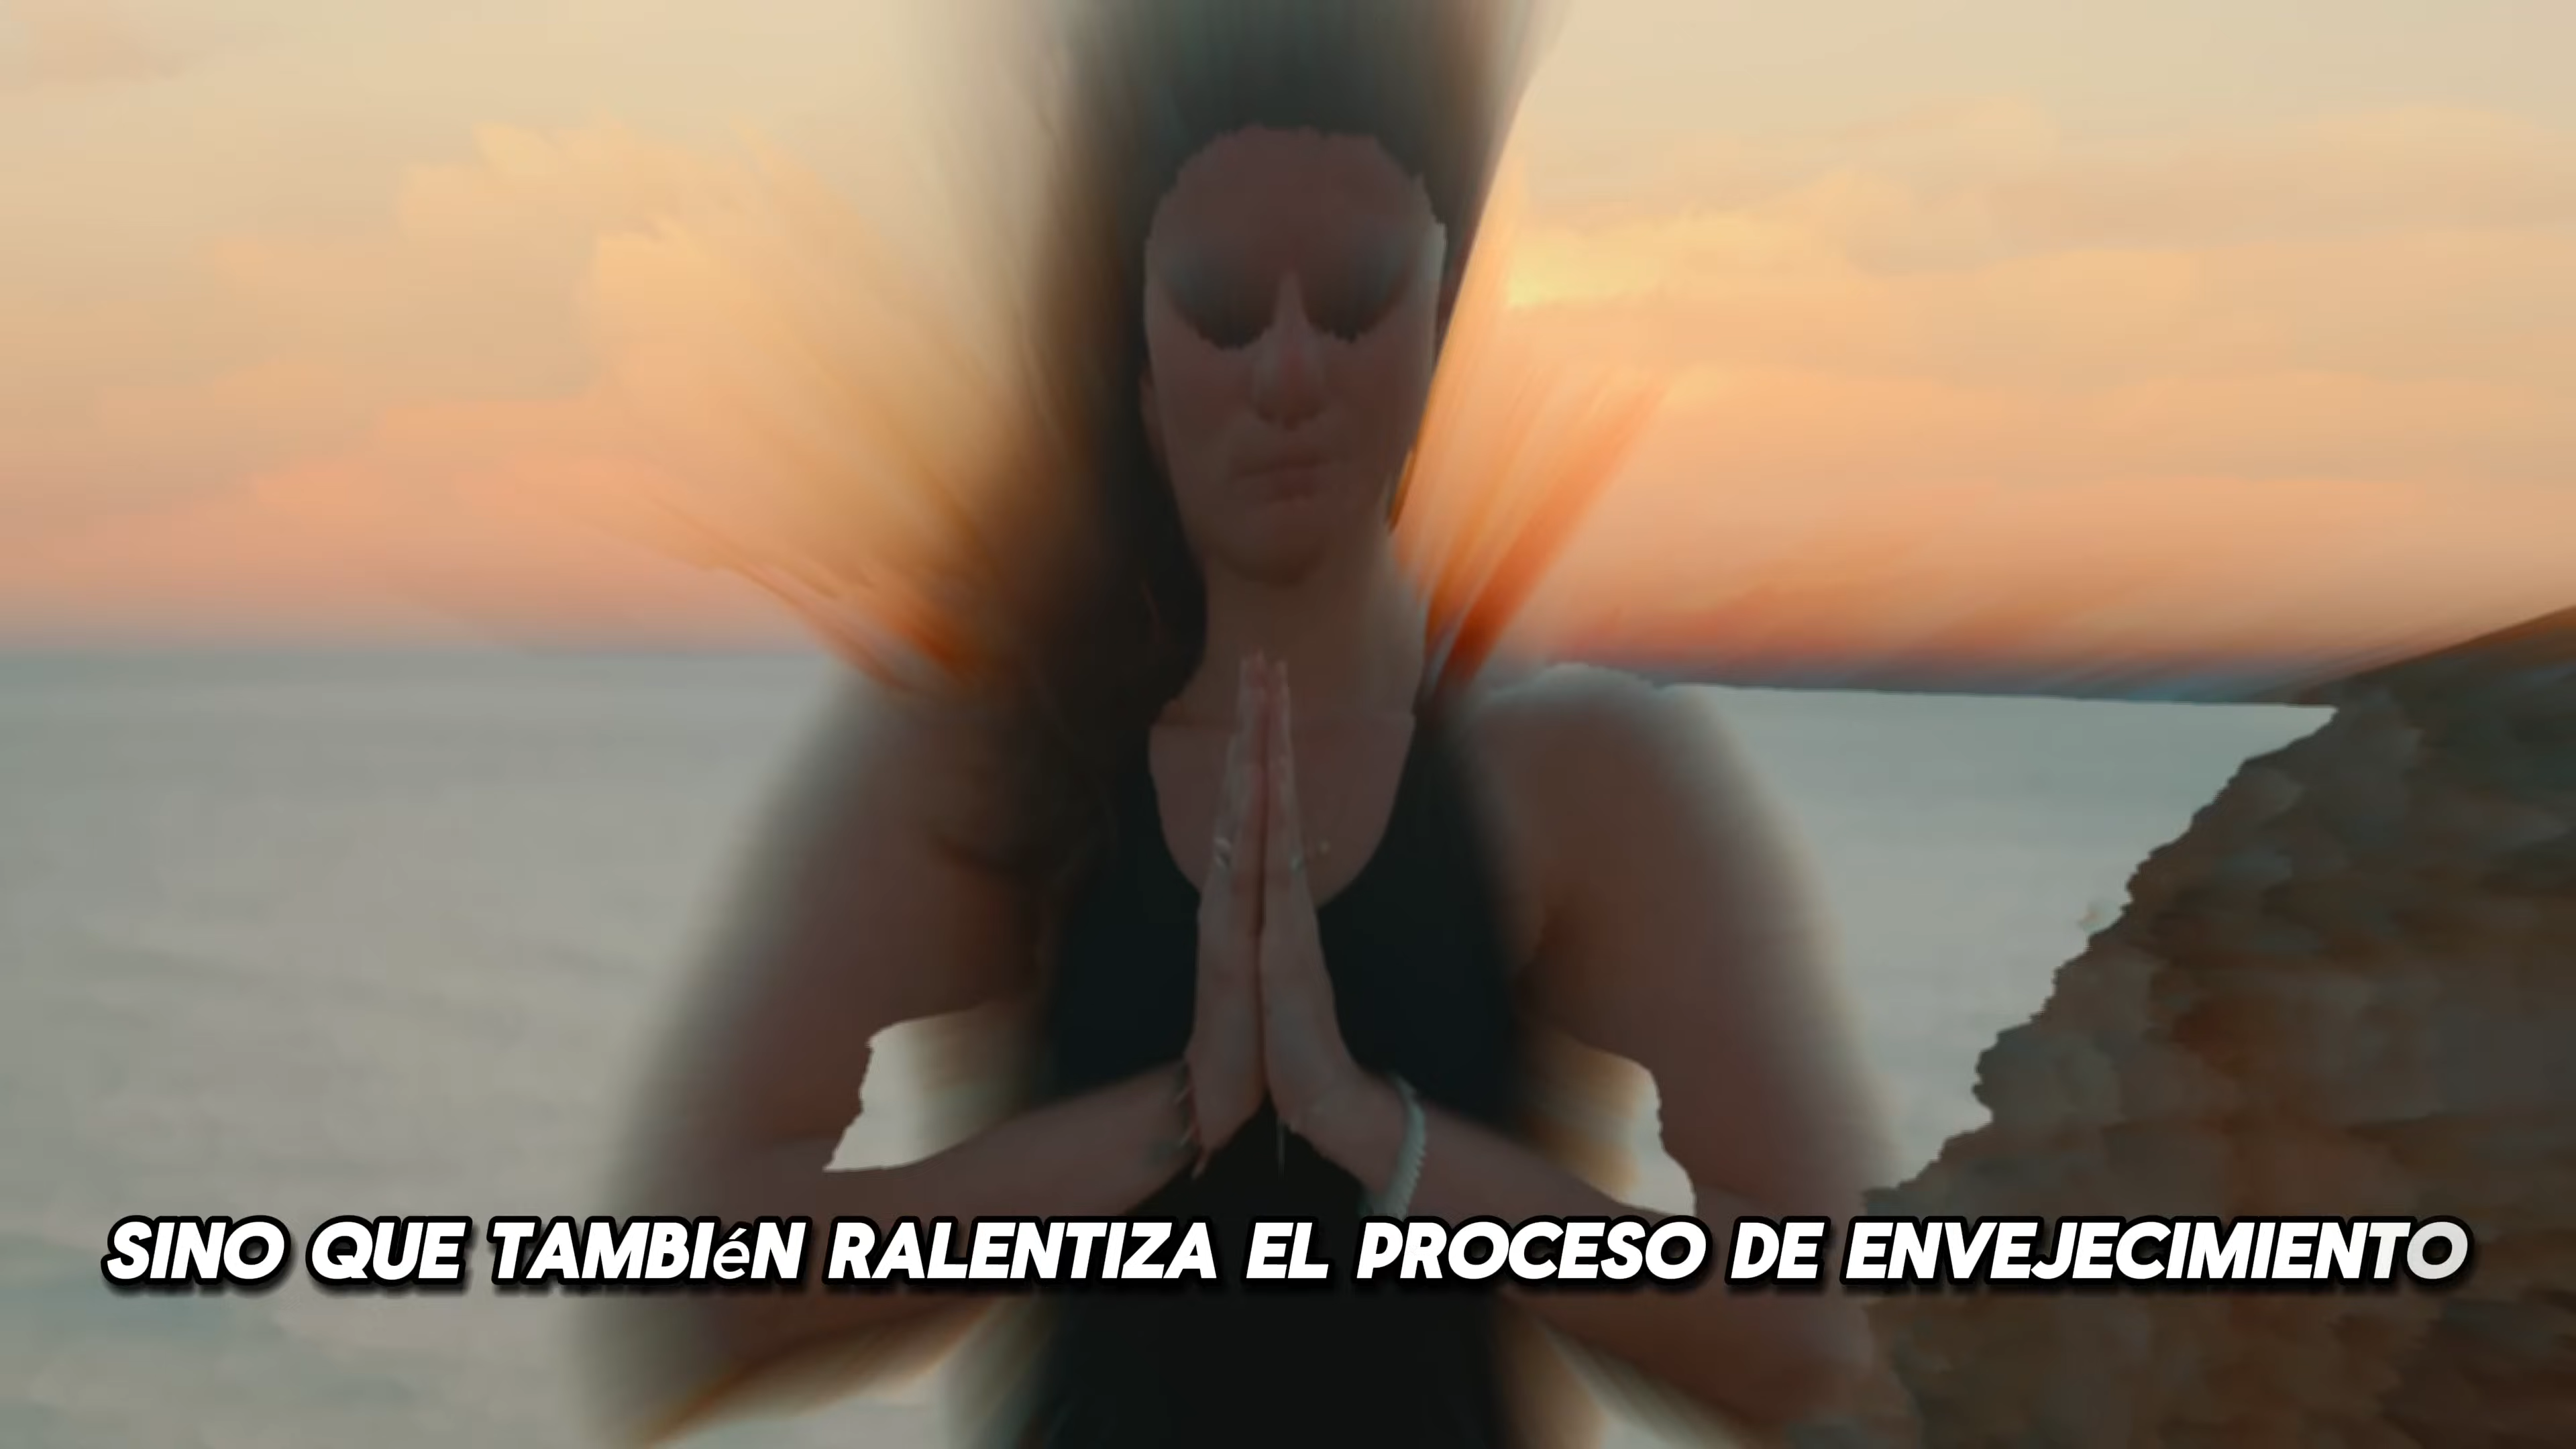 SINO QUE TAMBIéN RALENTIZA EL PROCESO DE ENVEJECIMIENTO